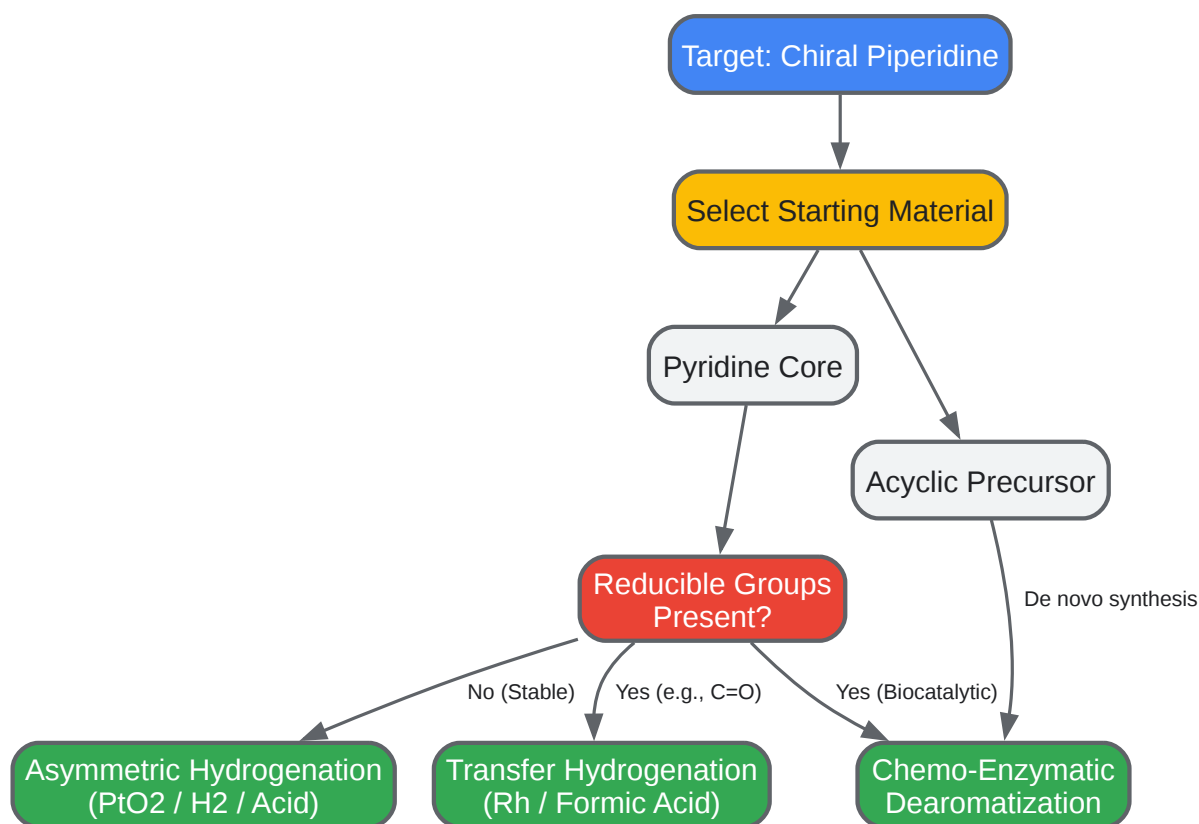 Target: Chiral Piperidine
Select Starting Material
Pyridine Core
Acyclic Precursor
Reducible Groups
Present?
De novo synthesis
No (Stable)
Yes (e.g., C=O)
Yes (Biocatalytic)
Asymmetric Hydrogenation
(PtO2 / H2 / Acid)
Transfer Hydrogenation
(Rh / Formic Acid)
Chemo-Enzymatic
Dearomatization